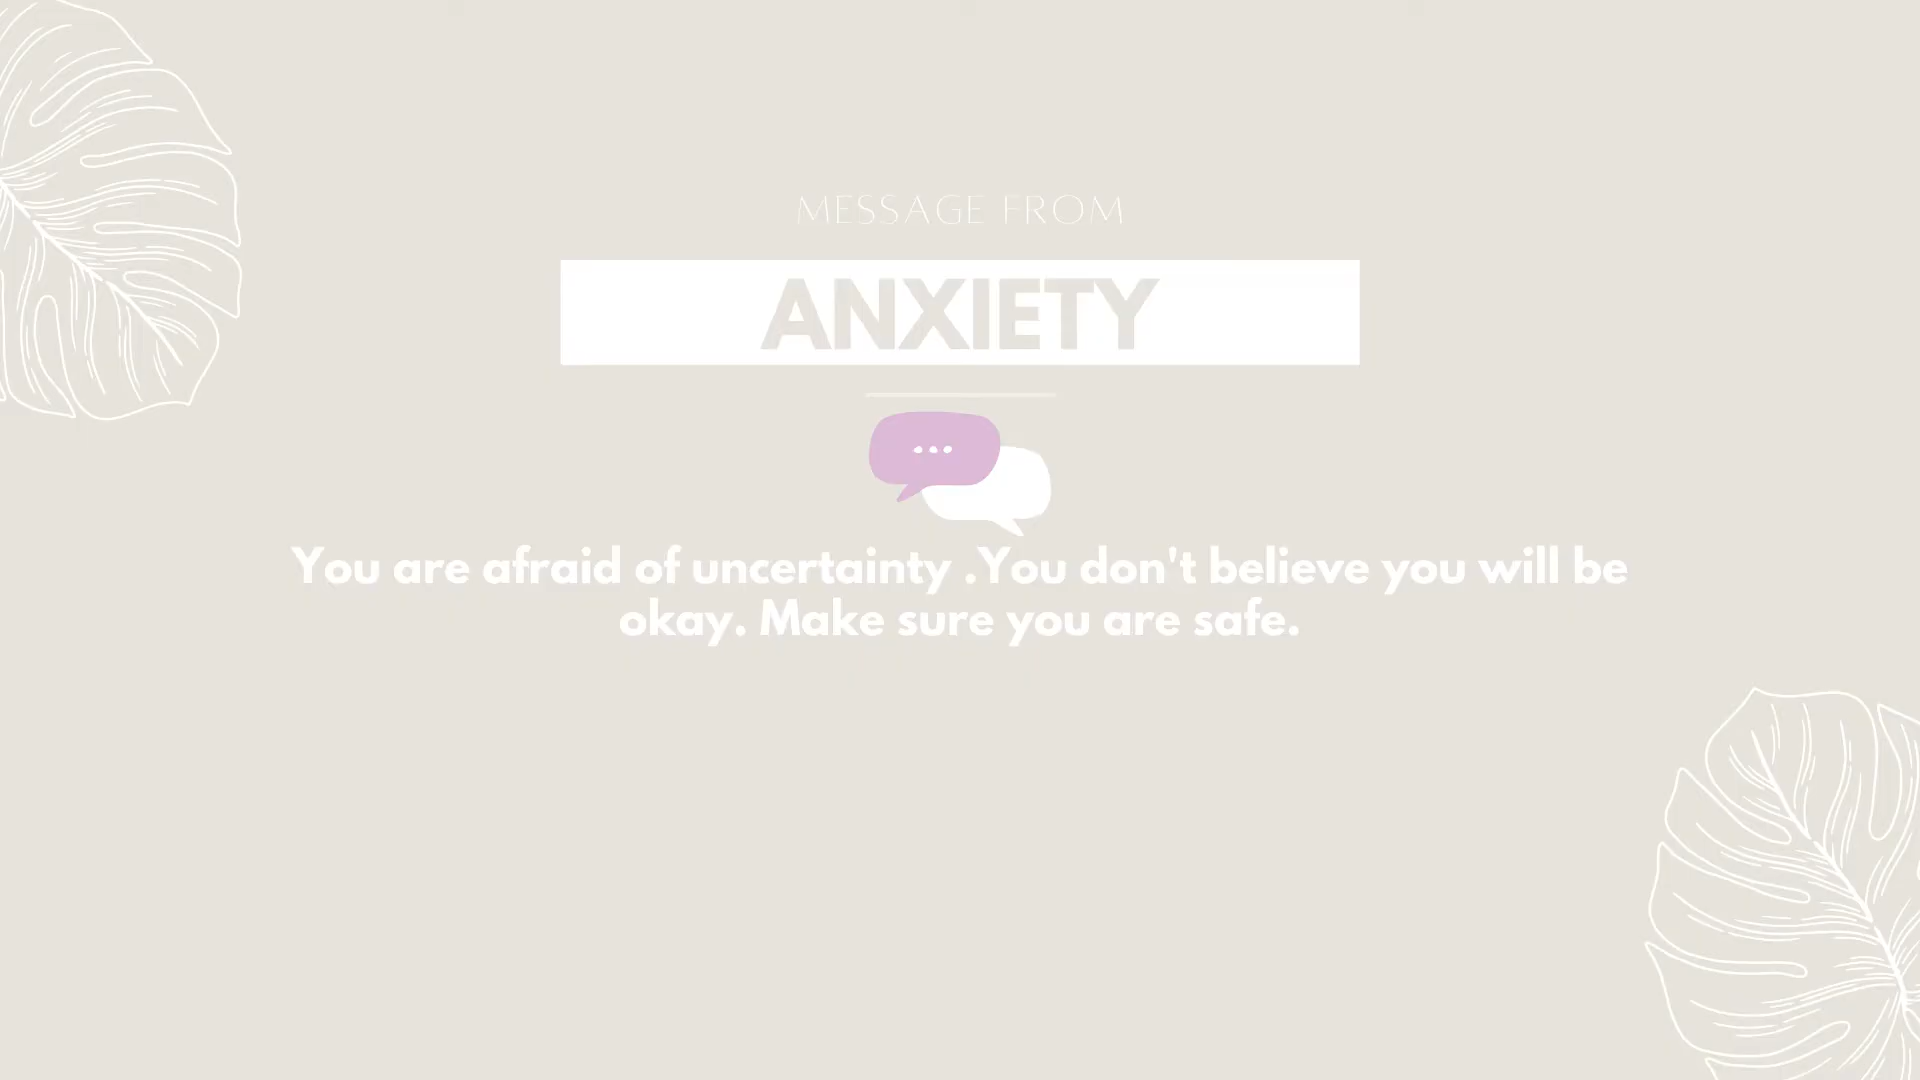 MESSAGE FROM
ANXIETY
You are afraid of uncertainty .You don't believe you will be
okay. Make sure you are safe.